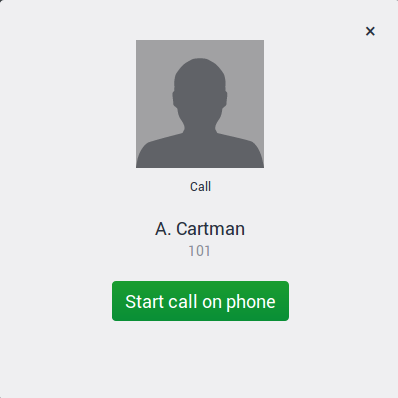 ×
Call
A. Cartman
101
Start call on phone